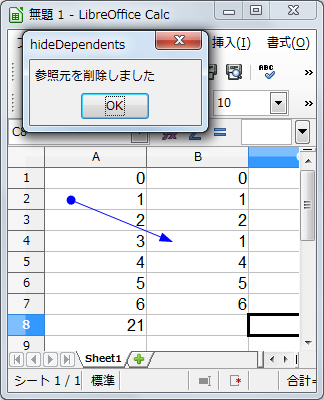 無題 1 - LibreOffice Calc
hideDependents
挿入(I) 書式(O)
参照元を削除しました
OK
ABC
10
A B
1 0 0
2 1 1
3 2 2
4 3 1
5 4 4
6 5 5
7 6 6
8 21
9
Sheet1
シート 1 / 1 標準 合計=